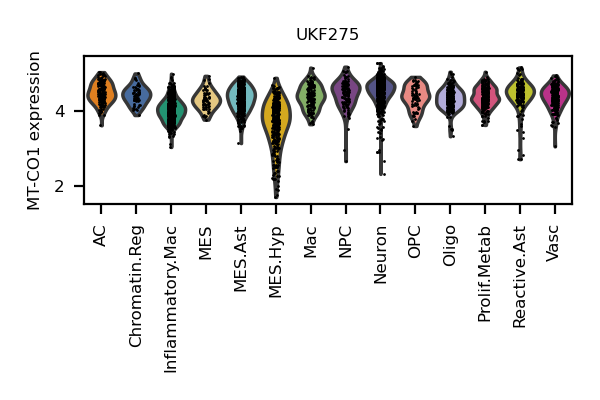 UKF275
MT-CO1 expression
4
2
AC
Chromatin.Reg
Inflammatory.Mac
MES
MES.Ast
MES.Hyp
Mac
NPC
Neuron
OPC
Oligo
Prolif.Metab
Reactive.Ast
Vasc